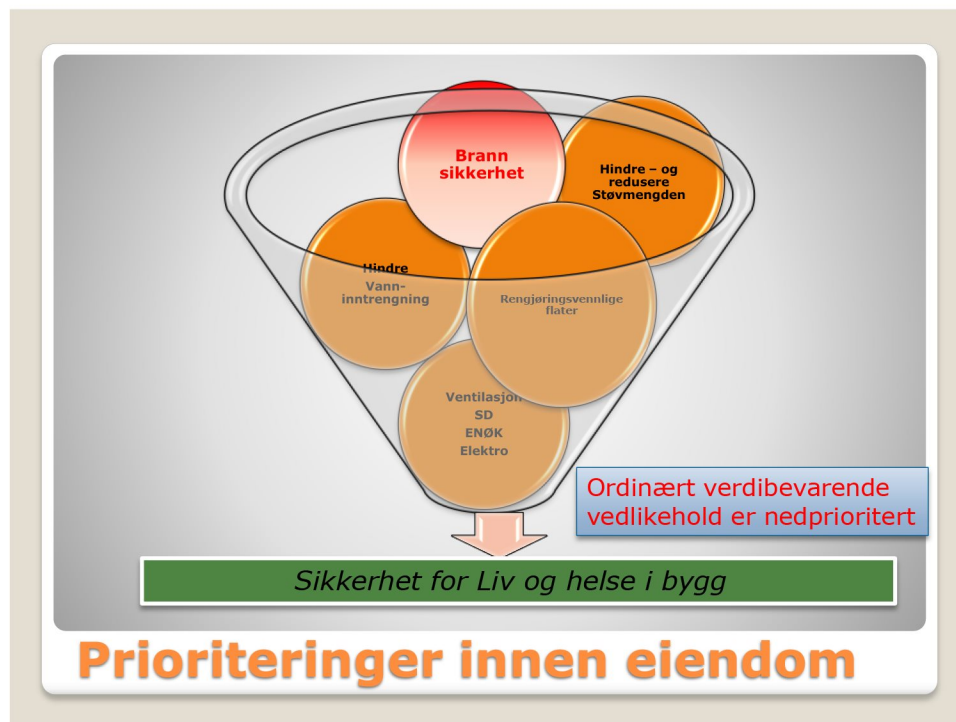 Brann
sikkerhet
Hindre – og
redusere
Støvmengden
Hindre
Vann-
inntrengning
Rengjøringsvennlige
flater
Ventilasjon
SD
ENØK
Elektro
Ordinært verdibevarende
vedlikehold er nedprioritert
Sikkerhet for Liv og helse i bygg
Prioriteringer innen eiendom